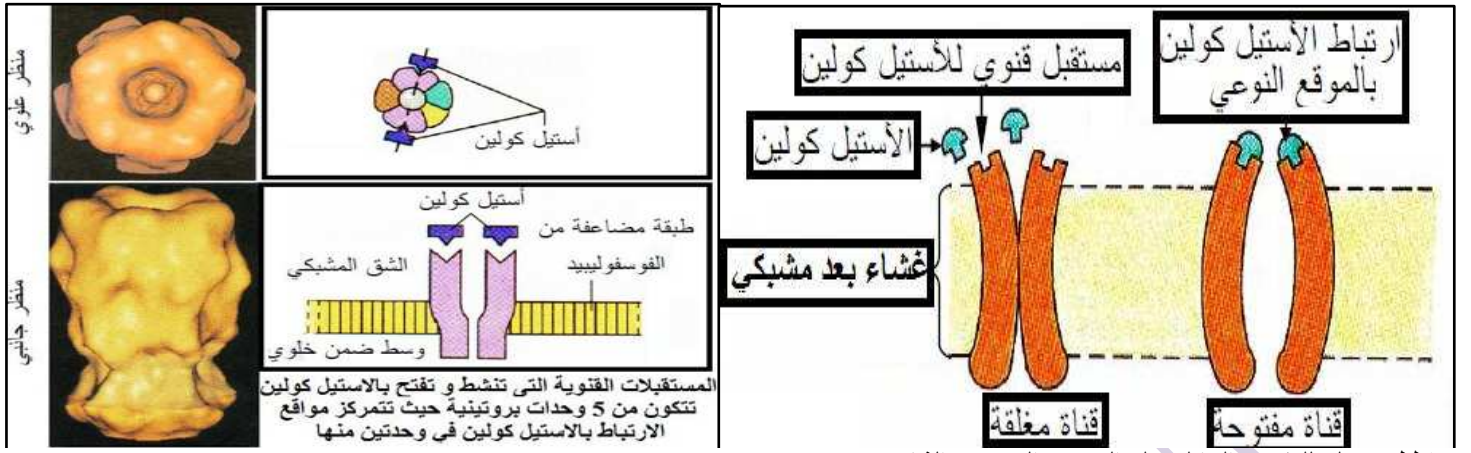 منظر علوي
أستيل كولين
منظر جانبي
أستيل كولين
طبقة مضاعفة من
الفوسفوليبيد
الشق المشبكي
وسط ضمن خلوي
المستقبلات القنوية التي تنشط و تفتح بالاستيل كولين
تتكون من 5 وحدات بروتينية حيث تتمركز مواقع
الارتباط بالاستيل كولين في وحدتين منها
ارتباط الأستيل كولين
بالموقع النوعي
مستقبل قنوي للأستيل كولين
الأستيل كولين
غشاء بعد مشبكي
قناة مغلقة
قناة مفتوحة